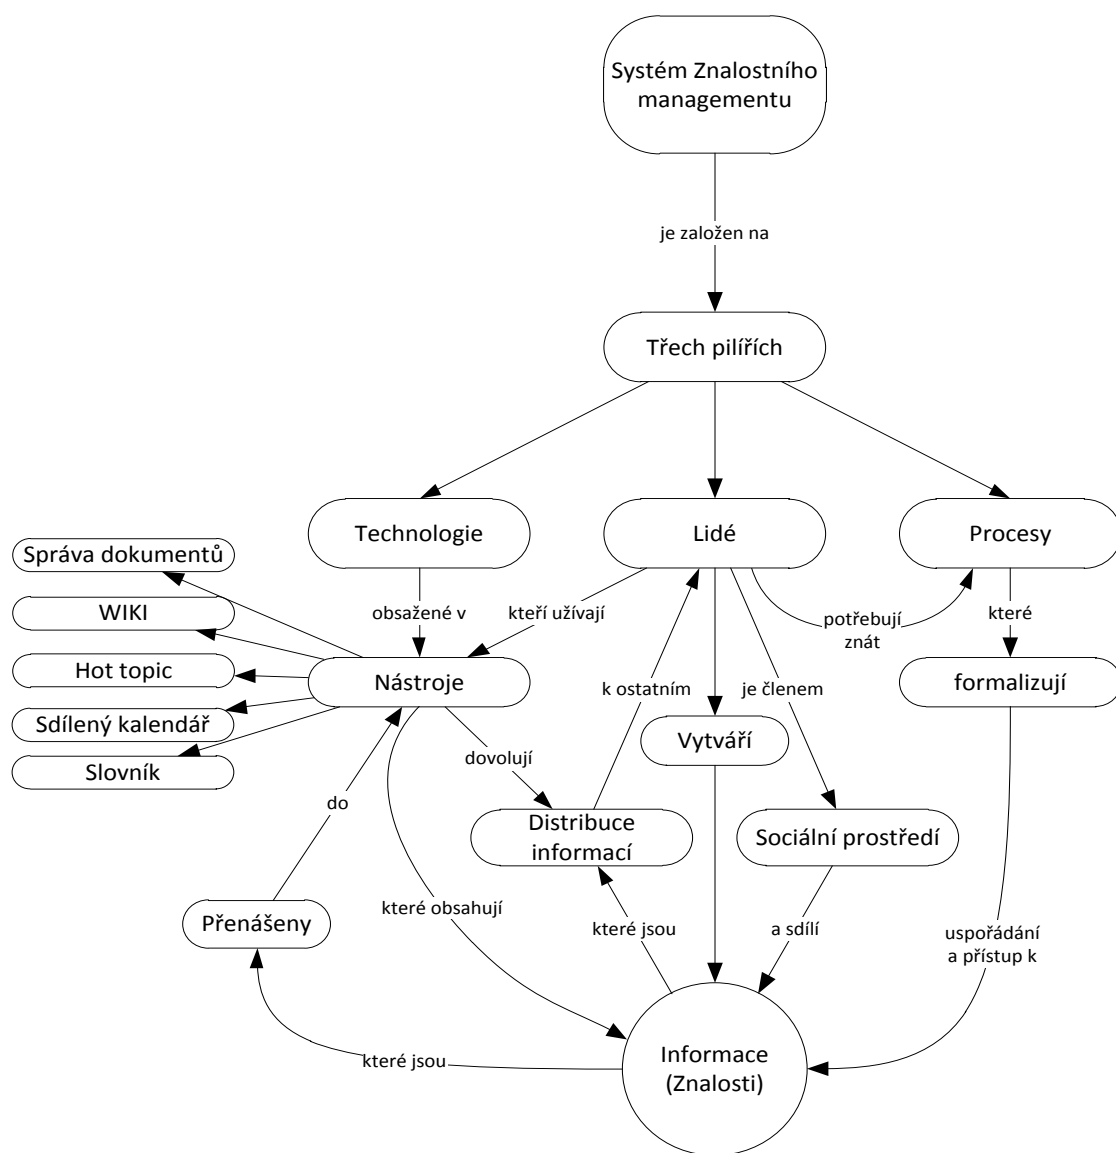 Systém Znalostního
managementu
je založen na
Třech pilířích
Technologie
Lidé
Procesy
Správa dokumentů
WIKI
Hot topic
Sdílený kalendář
Slovník
obsažené v
kteří užívají
potřebují
znát
které
Nástroje
k ostatním
je členem
formalizují
Vytváří
dovolují
do
Distribuce
informací
Sociální prostředí
Přenášeny
které obsahují
které jsou
a sdílí
uspořádání
a přístup k
které jsou
Informace
(Znalosti)